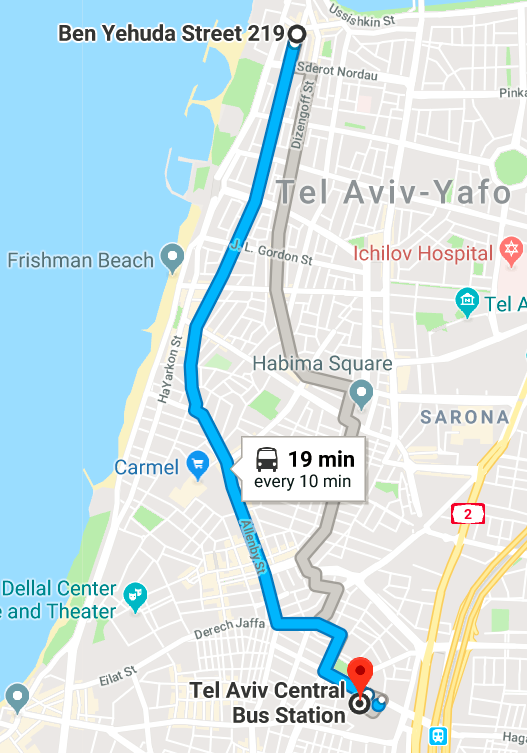 Ussishkin St
Ben Yehuda Street 219
Sderot Nordau
Pinka
Dizengoff St
Tel Aviv-Yafo
J. L. Gordon St
Ichilov Hospital
Frishman Beach
Tel A
HaYarkon St
Habima Square
SARONA
19 min
every 10 min
Carmel
2
Allenby St
Dellal Center
e and Theater
Derech Jaffa
Eilat St
Tel Aviv Central
Bus Station